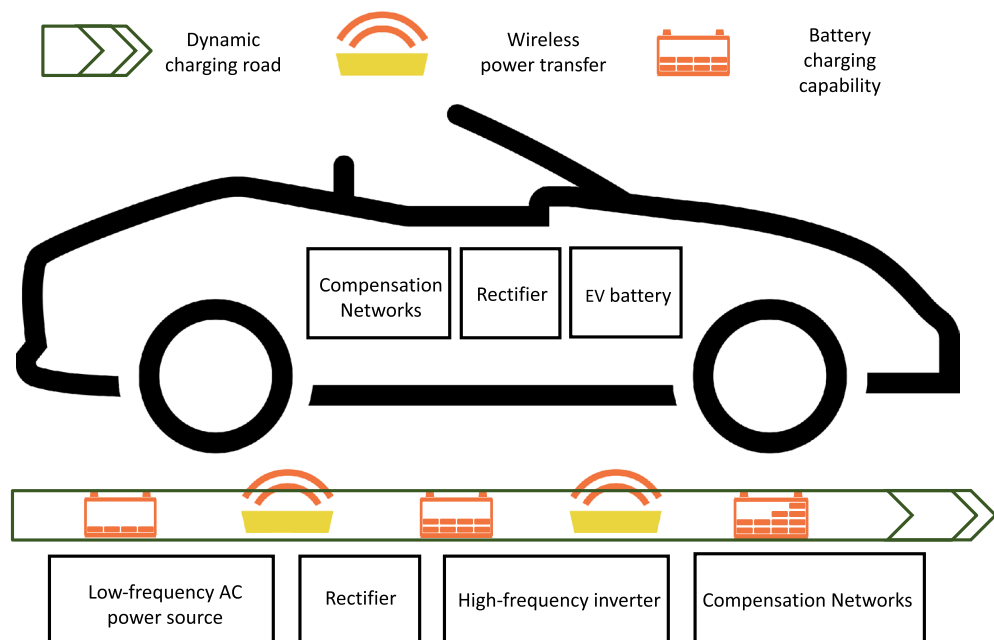 Dynamic
charging road
Wireless
power transfer
Battery
charging
capability
Compensation
Networks
Rectifier
EV battery
Low-frequency AC
power source
Rectifier
High-frequency inverter
Compensation Networks